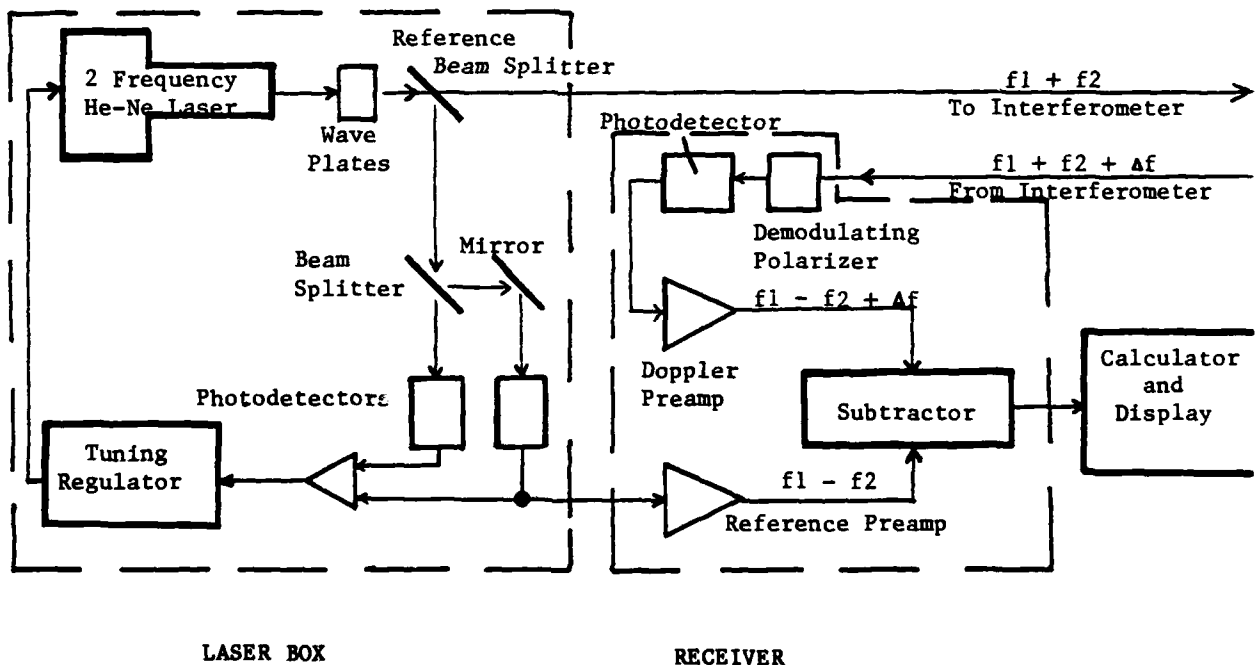 Reference
Beam Splitter
2 Frequency
He-Ne Laser
f1 + f2
To Interferometer
Wave
Plates
Photodetector
f1 + f2 + Δf
From Interferometer
Demodulating
Polarizer
Mirror
Beam
Splitter
f1 - f2 + Δf
Doppler
Preamp
Calculator
and
Display
Photodetectors
Subtractor
Tuning
Regulator
f1 - f2
Reference Preamp
LASER BOX
RECEIVER